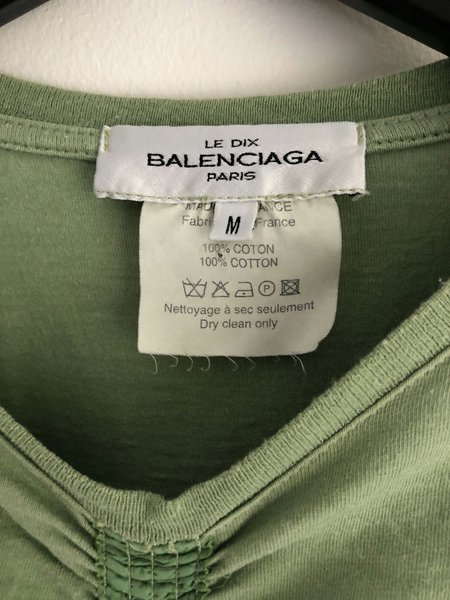 LE DIX
BALENCIAGA
PARIS
M
100% COTON
100% COTTON
P
Nettoyage à sec seulement
Dry clean only